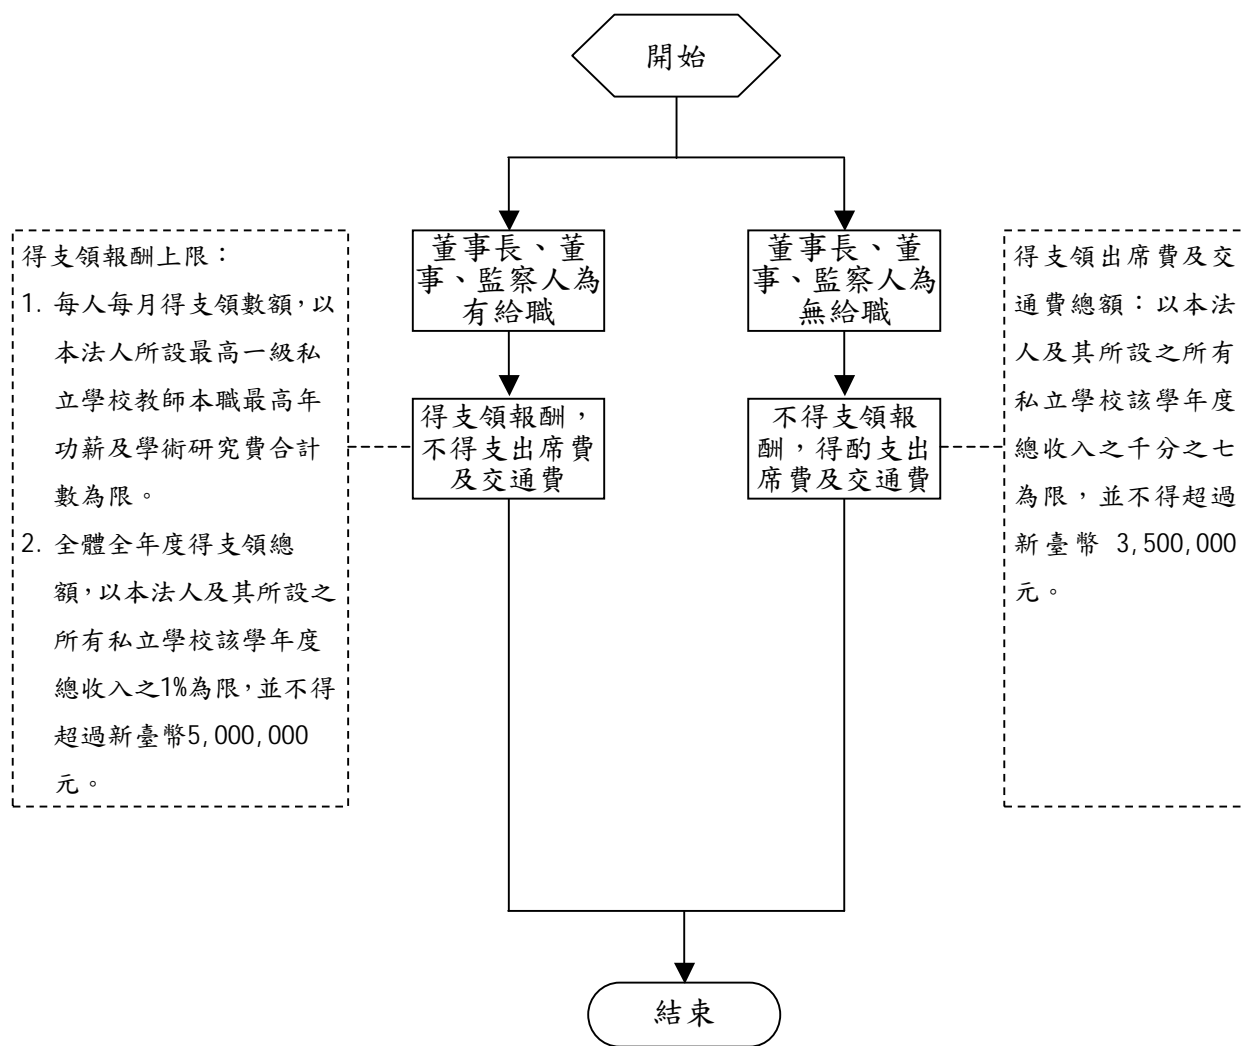 開始
得支領報酬上限：
1. 每人每月得支領數額，以
本法人所設最高一級私
立學校教師本職最高年
功薪及學術研究費合計
數為限。
2. 全體全年度得支領總
額，以本法人及其所設之
所有私立學校該學年度
總收入之1%為限，並不得
超過新臺幣5,000,000
元。
董事長、董
事、監察人為
有給職
得支領報酬，
不得支出席費
及交通費
董事長、董
事、監察人為
無給職
不得支領報
酬，得酌支出
席費及交通費
得支領出席費及交
通費總額：以本法
人及其所設之所有
私立學校該學年度
總收入之千分之七
為限，並不得超過
新臺幣 3,500,000
元。
結束